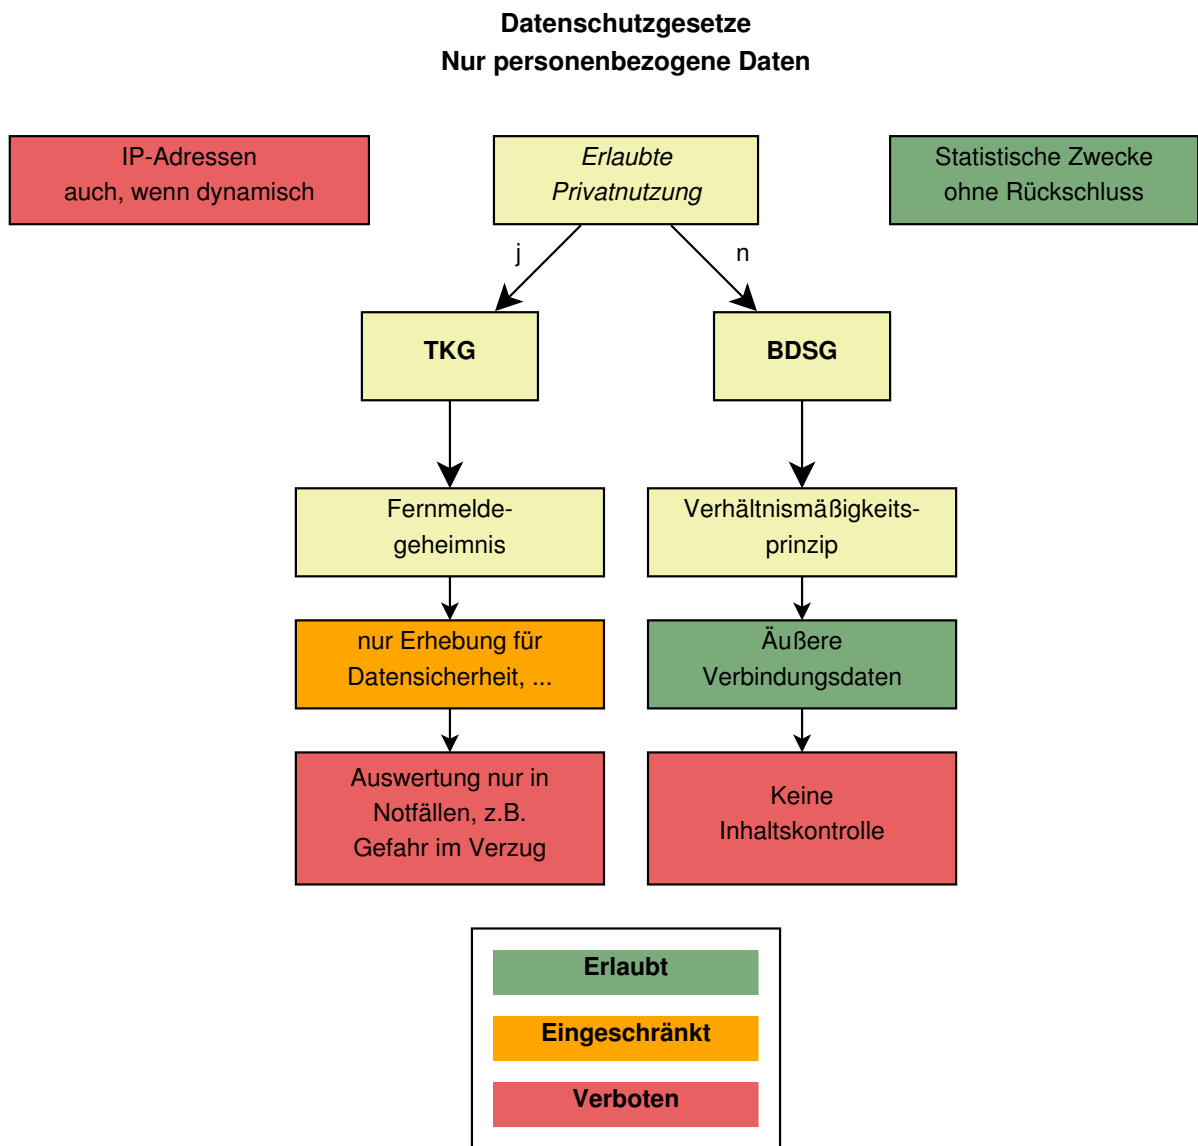 Datenschutzgesetze
Nur personenbezogene Daten
IP-Adressen
auch, wenn dynamisch
Erlaubte
Privatnutzung
Statistische Zwecke
ohne Rückschluss
j
n
TKG
BDSG
Fernmelde-
geheimnis
Verhältnismäßigkeits-
prinzip
nur Erhebung für
Datensicherheit, ...
Äußere
Verbindungsdaten
Auswertung nur in
Notfällen, z.B.
Gefahr im Verzug
Keine
Inhaltskontrolle
Erlaubt
Eingeschränkt
Verboten